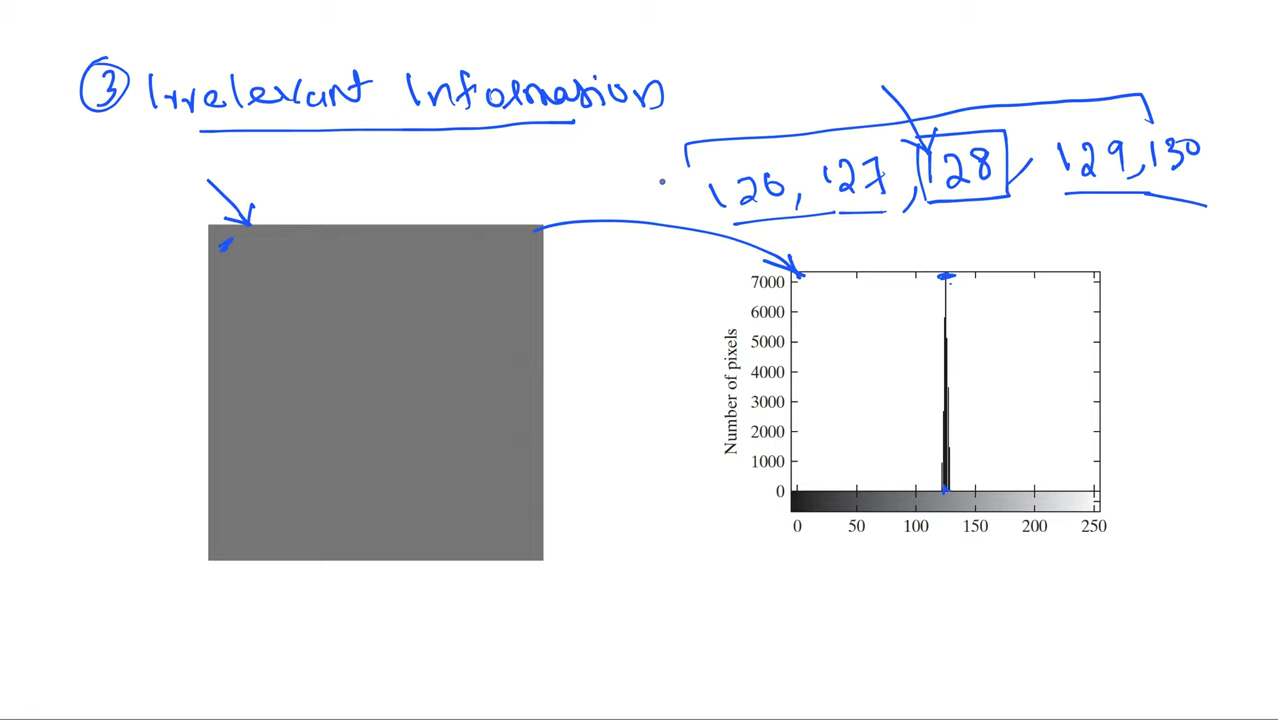 ③ Irrelevant Information
126, 127, 128, 129, 130
7000
6000
5000
4000
3000
2000
1000
0
Number of pixels
0 50 100 150 200 250